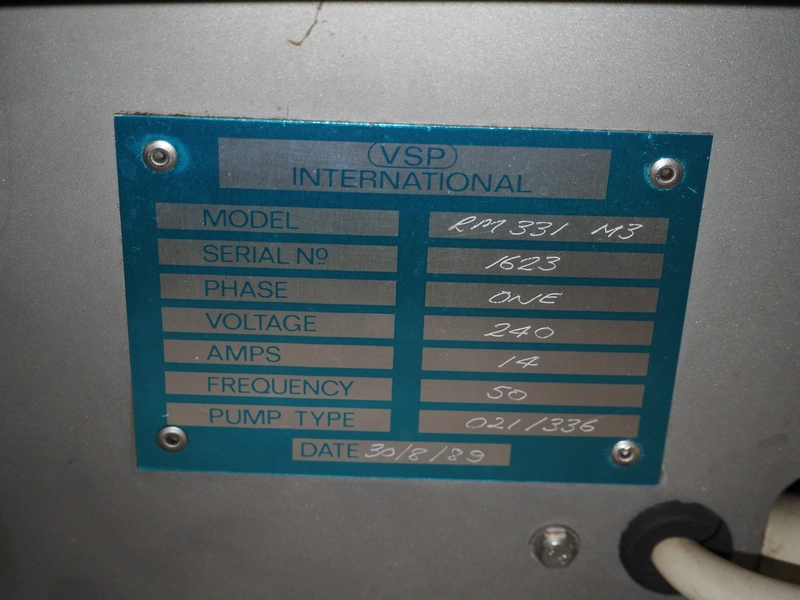 VSP
INTERNATIONAL
MODEL RM 331 M3
SERIAL Nº 1623
PHASE ONE
VOLTAGE 240
AMPS 14
FREQUENCY 50
PUMP TYPE 021/336
DATE 30/8/89